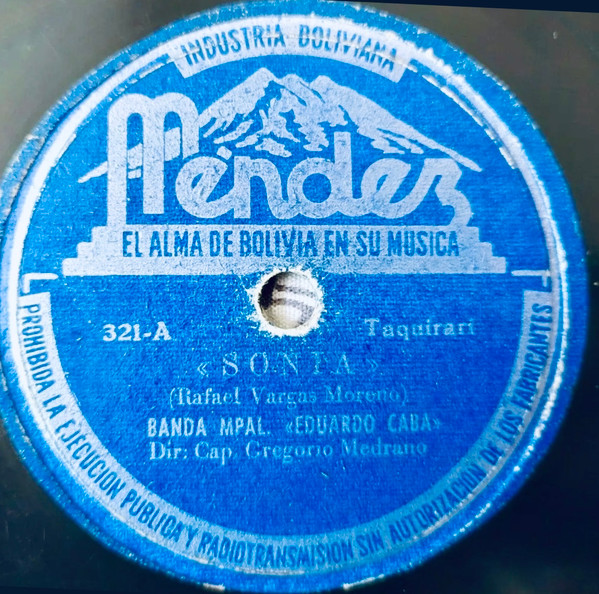 INDUSTRIA BOLIVIANA
Méndez
EL ALMA DE BOLIVIA EN SU MUSICA
321-A
Taquirari
«SONIA»
(Rafael Vargas Moreno)
BANDA MPAL. «EDUARDO CABA»
Dir: Cap Gregorio Medrano
PROHIBIDA LA EJECUCION PUBLICA Y RADIOTRANSMISION SIN AUTORIZACION DE LOS FABRICANTES